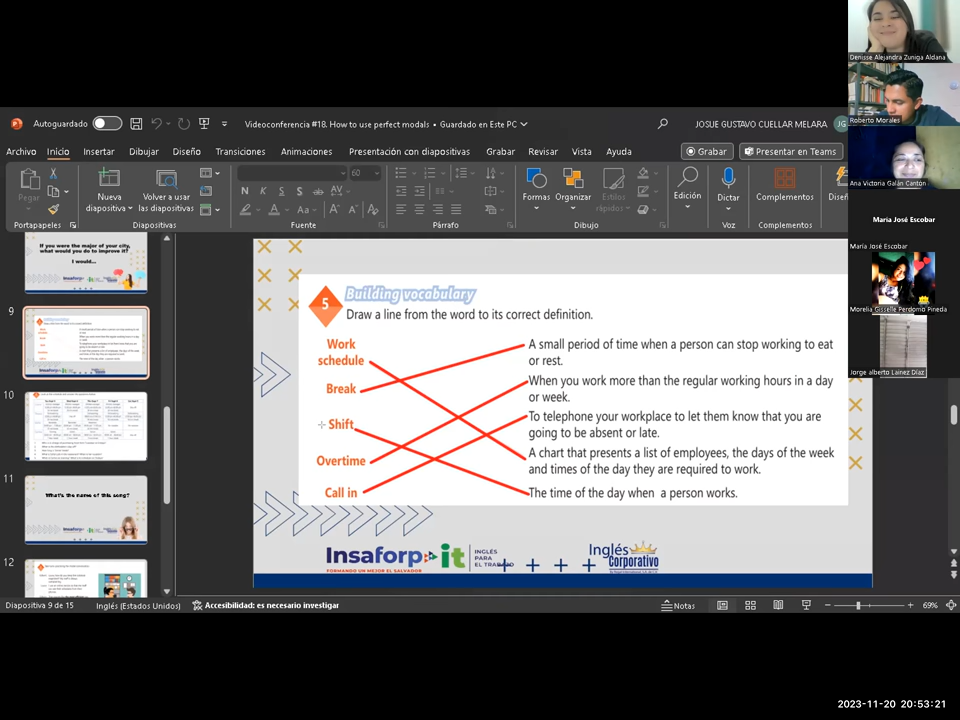 Autoguardado
Videoconferencia #18. How to use perfect modals • Guardado en Este PC
JOSUE GUSTAVO CUELLAR MELARA
JG
Archivo Inicio Insertar Dibujar Diseño Transiciones Animaciones Presentación con diapositivas Grabar Revisar Vista Ayuda
Grabar
Presentar en Teams
Pegar
Nueva diapositiva
Volver a usar las diapositivas
60
N K S S ab AV
Aa A A
Formas Organizar Estilos rápidos
Edición
Dictar
Complementos
Portapapeles Diapositivas Fuente Párrafo Dibujo Voz Complementos
If you were the major of your city, what would you do to improve it?
I would...
9
10
11
What's the name of this song?
12
5
Building vocabulary
Draw a line from the word to its correct definition.
Work
schedule
Break
Shift
Overtime
Call in
A small period of time when a person can stop working to eat
or rest.
When you work more than the regular working hours in a day
or week.
To telephone your workplace to let them know that you are
going to be absent or late.
A chart that presents a list of employees, the days of the week
and times of the day they are required to work.
The time of the day when a person works.
Insaforp it
FORMANDO UN MEJOR EL SALVADOR
INGLÉS
PARA
EL TRABAJO
Inglés
Corporativo
Diapositiva 9 de 15
Inglés (Estados Unidos)
Accesibilidad: es necesario investigar
Notas
69%
Denisse Alejandra Zuniga Aldana
Roberto Morales
Ana Victoria Galán Cantón
Maria José Escobar
María José Escobar
Morelia Gisselle Perdomo Pineda
Jorge alberto Lainez Díaz
2023-11-20 20:53:21